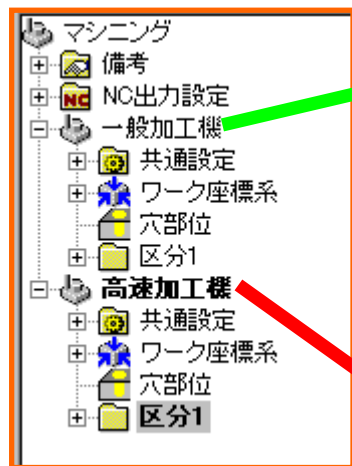 マシニング
備考
NC NC出力設定
一般加工機
共通設定
ワーク座標系
穴部位
区分1
高速加工機
共通設定
ワーク座標系
穴部位
区分1